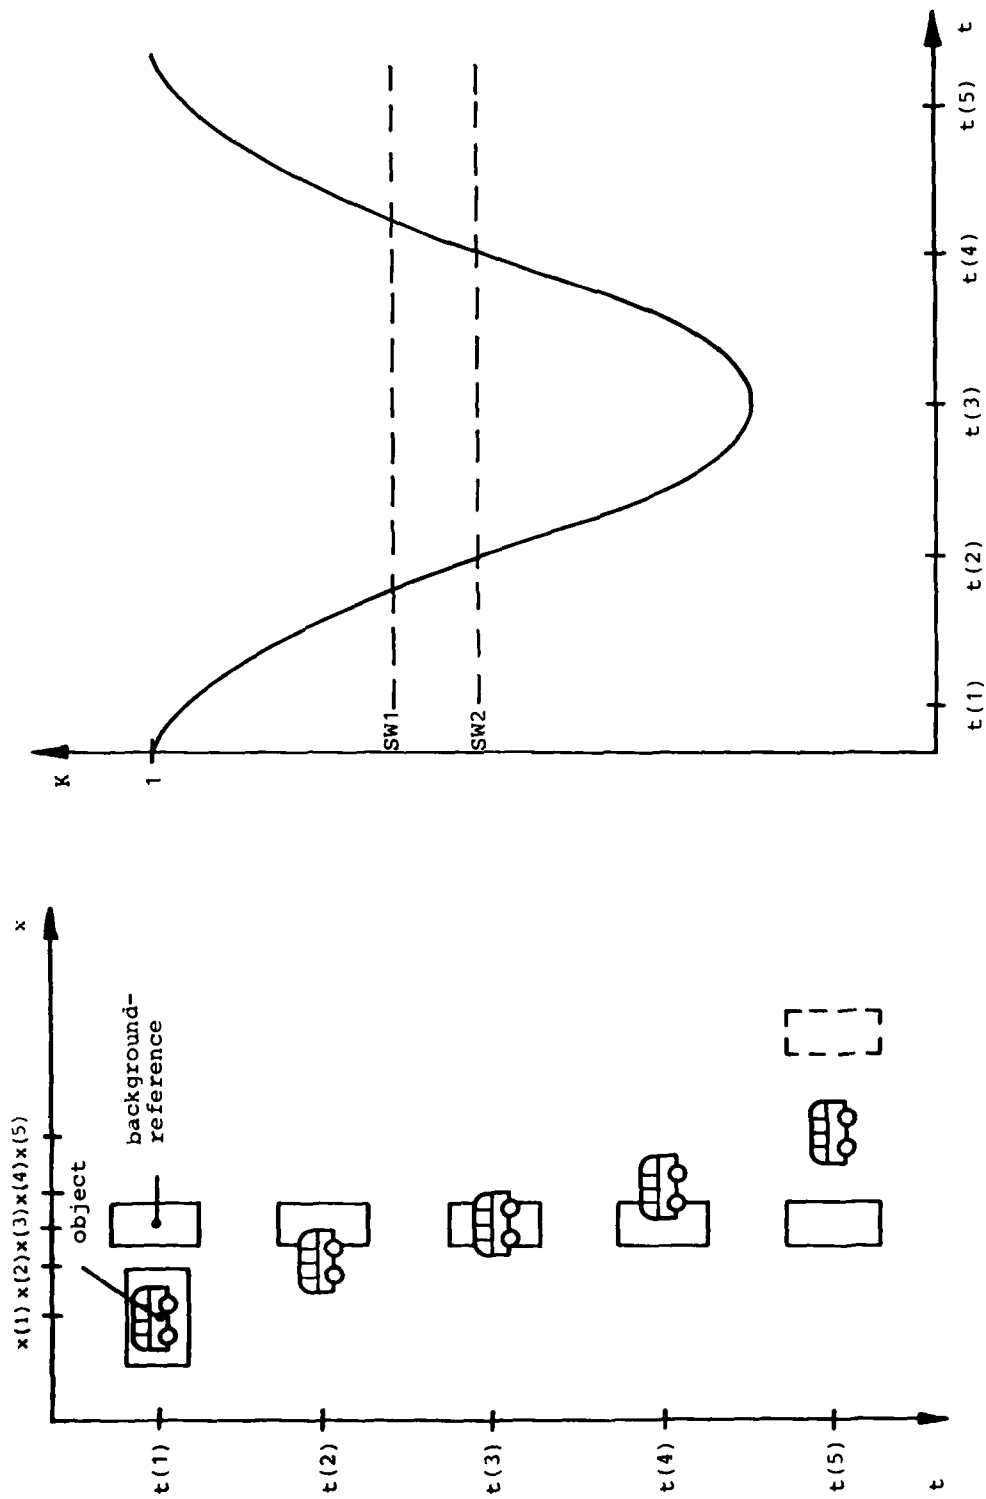 x(1) x(2)x(3)x(4)x(5)
x
object
background-
reference
t(1)
t(2)
t(3)
t(4)
t(5)
t
K
1
SW1
SW2
t(1)
t(2)
t(3)
t(4)
t(5)
t